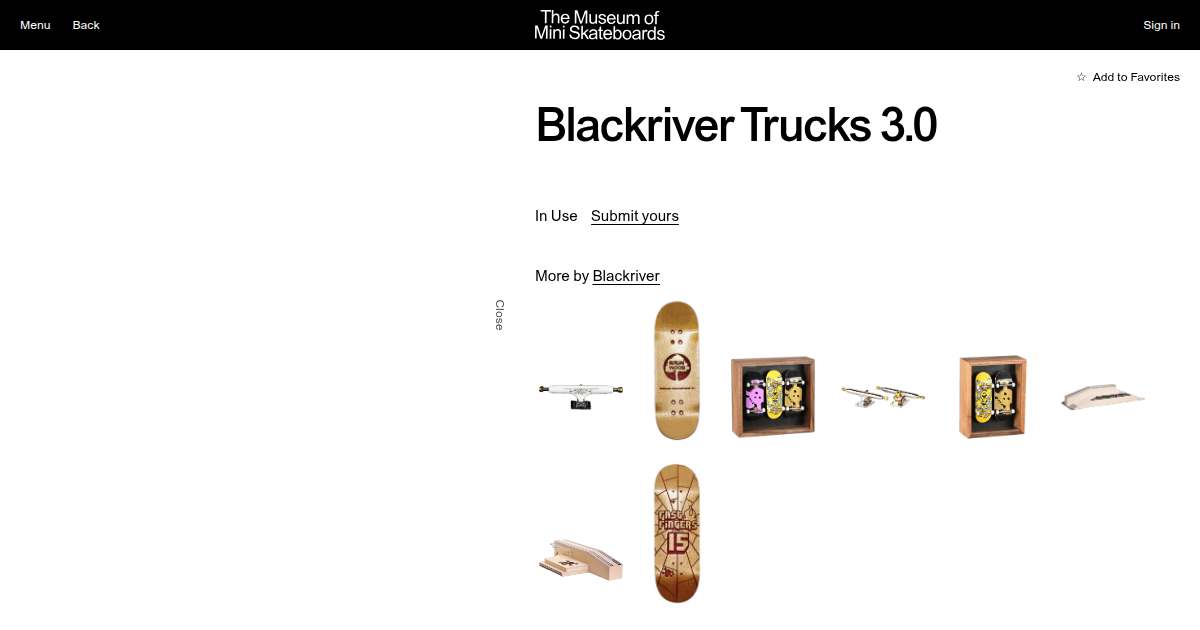 Menu
Back
The Museum of
Mini Skateboards
Sign in
☆ Add to Favorites
Blackriver Trucks 3.0
In Use Submit yours
More by Blackriver
Close
FAST
FINGERS
15